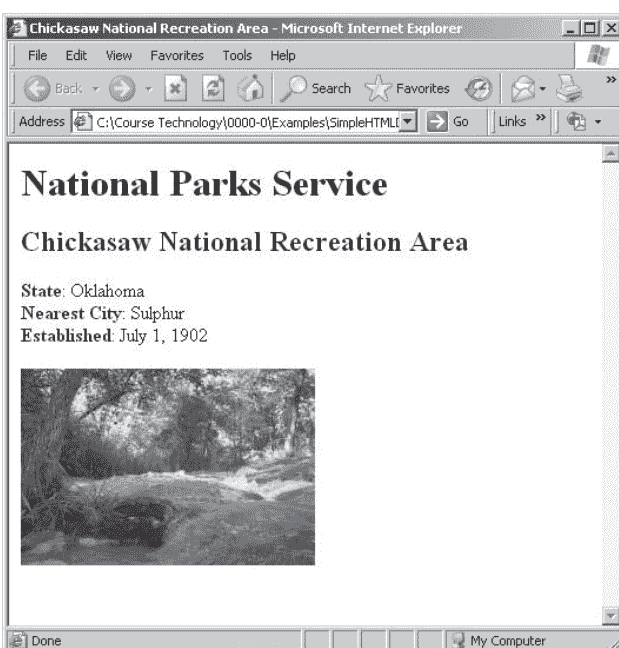 Chickasaw National Recreation Area - Microsoft Internet Explorer
File Edit View Favorites Tools Help
Back Search Favorites »
Address C:\Course Technology\0000-0\Examples\SimpleHTML Go Links »
National Parks Service
Chickasaw National Recreation Area
State: Oklahoma
Nearest City: Sulphur
Established: July 1, 1902
Done My Computer